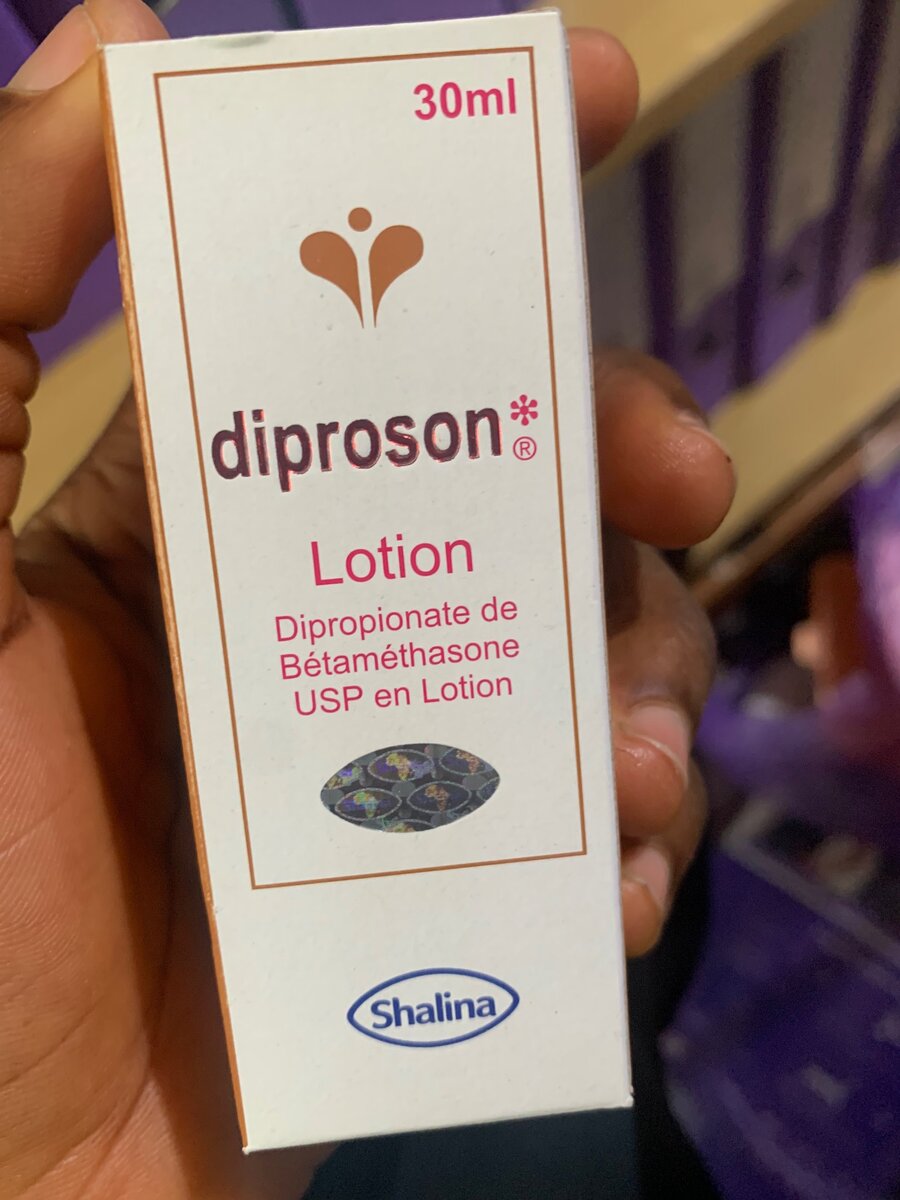 30ml
diproson*®
Lotion
Dipropionate de
Bétaméthasone
USP en Lotion
Shalina